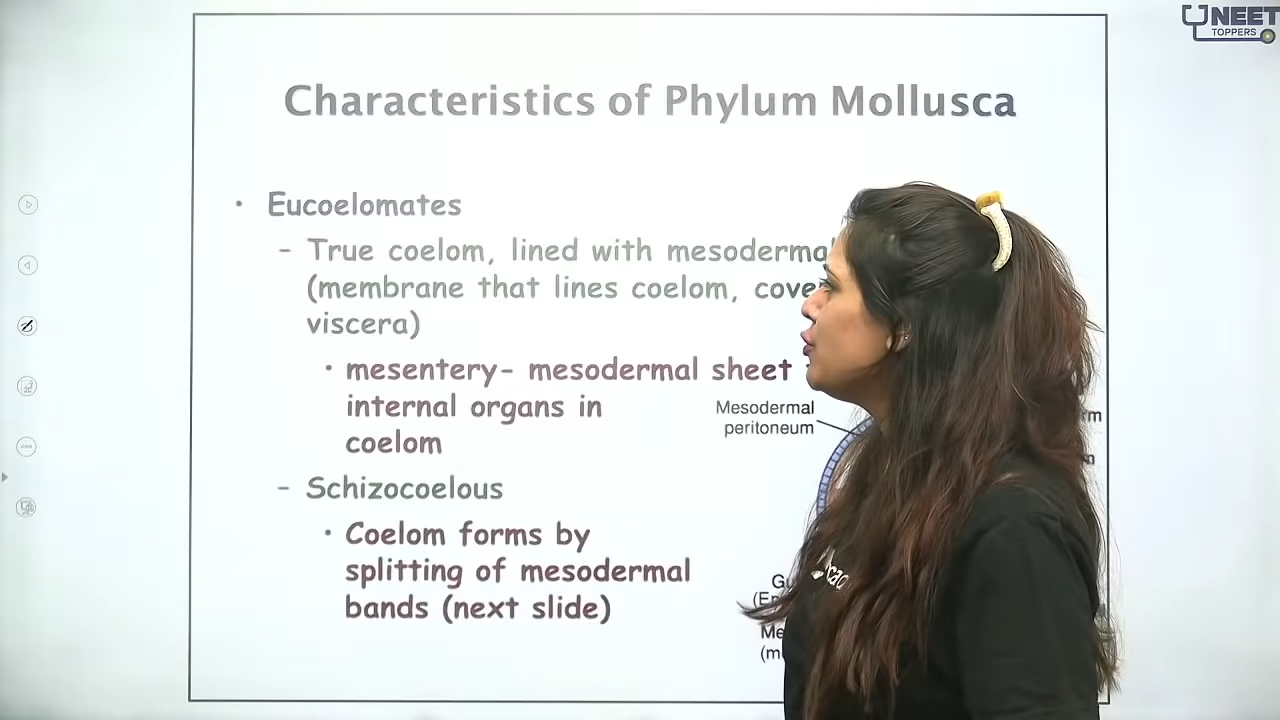 NEET
TOPPERS
Characteristics of Phylum Mollusca
• Eucoelomates
– True coelom, lined with mesodermal
(membrane that lines coelom,
viscera)
• mesentery- mesodermal sheet
internal organs in
coelom
Mesodermal
peritoneum
– Schizocoelous
• Coelom forms by
splitting of mesodermal
bands (next slide)